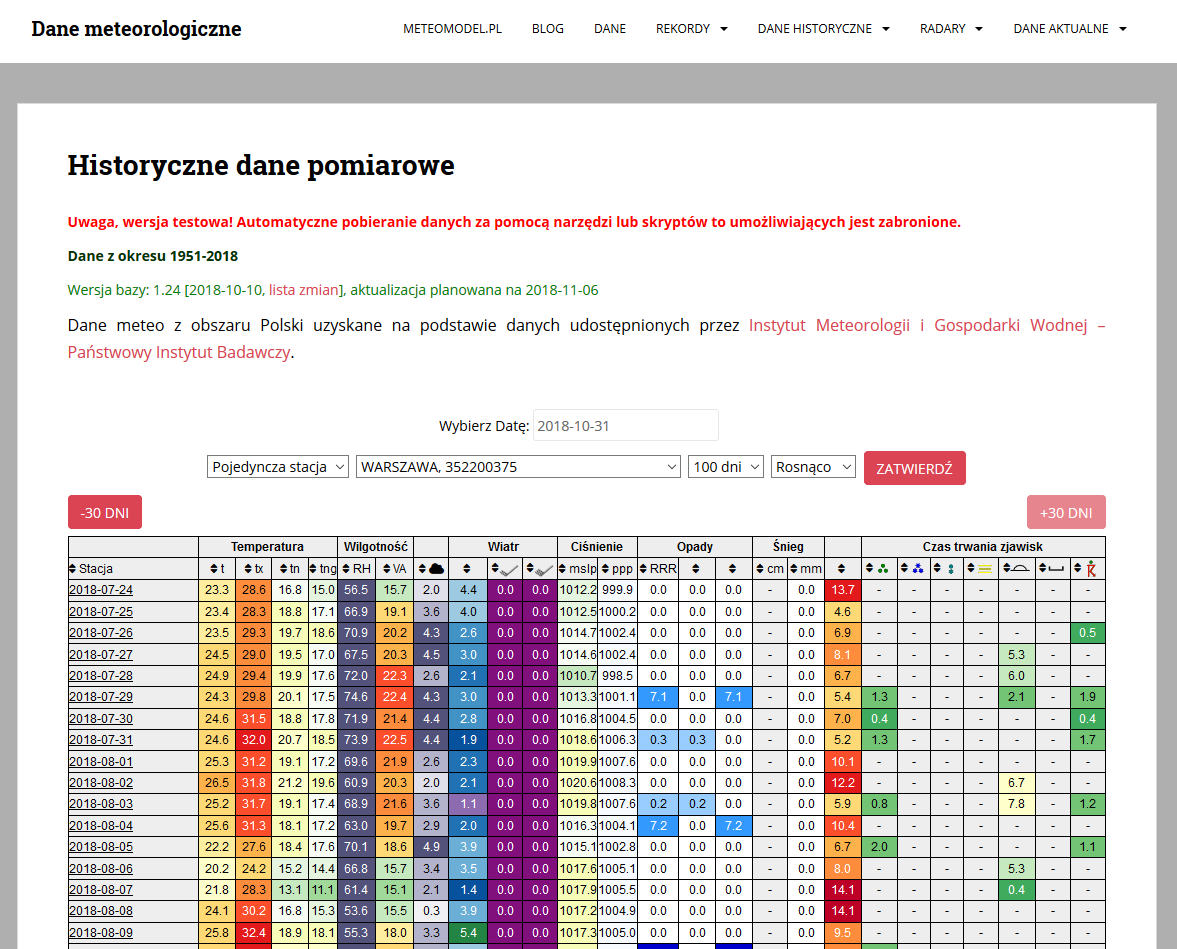 Dane meteorologiczne
METEOMODEL.PL BLOG DANE REKORDY DANE HISTORYCZNE RADARY DANE AKTUALNE
Historyczne dane pomiarowe
Uwaga, wersja testowa! Automatyczne pobieranie danych za pomocą narzędzi lub skryptów to umożliwiających jest zabronione.
Dane z okresu 1951-2018
Wersja bazy: 1.24 [2018-10-10, lista zmian], aktualizacja planowana na 2018-11-06
Dane meteo z obszaru Polski uzyskane na podstawie danych udostępnionych przez Instytut Meteorologii i Gospodarki Wodnej –
Państwowy Instytut Badawczy.
Wybierz Datę: 2018-10-31
Pojedyncza stacja WARSZAWA, 352200375 100 dni Rosnąco ZATWIERDŹ
-30 DNI +30 DNI
Temperatura Wilgotność Wiatr Ciśnienie Opady Śnieg Czas trwania zjawisk
Stacja t tx tn tng RH VA mslp ppp RRR cm mm
2018-07-24 23.3 28.6 16.8 15.0 56.5 15.7 2.0 4.4 0.0 0.0 1012.2 999.9 0.0 0.0 0.0 - 0.0 13.7 - - - - - - -
2018-07-25 23.4 28.3 18.8 17.1 66.9 19.1 3.6 4.0 0.0 0.0 1012.5 1000.2 0.0 0.0 0.0 - 0.0 4.6 - - - - - - -
2018-07-26 23.5 29.3 19.7 18.6 70.9 20.2 4.3 2.6 0.0 0.0 1014.7 1002.4 0.0 0.0 0.0 - 0.0 6.9 - - - - - - 0.5
2018-07-27 24.5 29.0 19.5 17.0 67.5 20.3 4.5 3.0 0.0 0.0 1014.6 1002.4 0.0 0.0 0.0 - 0.0 8.1 - - - - 5.3 - -
2018-07-28 24.9 29.4 19.9 17.6 72.0 22.3 2.6 2.1 0.0 0.0 1010.7 998.5 0.0 0.0 0.0 - 0.0 6.7 - - - - 6.0 - -
2018-07-29 24.3 29.8 20.1 17.5 74.6 22.4 4.3 3.0 0.0 0.0 1013.3 1001.1 7.1 0.0 7.1 - 0.0 5.4 1.3 - - - 2.1 - 1.9
2018-07-30 24.6 31.5 18.8 17.8 71.9 21.4 4.4 2.8 0.0 0.0 1016.8 1004.5 0.0 0.0 0.0 - 0.0 7.0 0.4 - - - - - 0.4
2018-07-31 24.6 32.0 20.7 18.5 73.9 22.5 4.4 1.9 0.0 0.0 1018.6 1006.3 0.3 0.3 0.0 - 0.0 5.2 1.3 - - - - - 1.7
2018-08-01 25.3 31.2 19.1 17.2 69.6 21.9 2.6 2.3 0.0 0.0 1019.9 1007.6 0.0 0.0 0.0 - 0.0 10.1 - - - - - - -
2018-08-02 26.5 31.8 21.2 19.6 60.9 20.3 2.0 2.1 0.0 0.0 1020.6 1008.3 0.0 0.0 0.0 - 0.0 12.2 - - - - 6.7 - -
2018-08-03 25.2 31.7 19.1 17.4 68.9 21.6 3.6 1.1 0.0 0.0 1019.8 1007.6 0.2 0.2 0.0 - 0.0 5.9 0.8 - - - 7.8 - 1.2
2018-08-04 25.6 31.3 18.1 17.2 63.0 19.7 2.9 2.0 0.0 0.0 1016.3 1004.1 7.2 0.0 7.2 - 0.0 10.4 - - - - - - -
2018-08-05 22.2 27.6 18.4 17.6 70.1 18.6 4.9 3.9 0.0 0.0 1015.1 1002.8 0.0 0.0 0.0 - 0.0 6.7 2.0 - - - - - 1.1
2018-08-06 20.2 24.2 15.2 14.4 66.8 15.7 3.4 3.5 0.0 0.0 1017.6 1005.1 0.0 0.0 0.0 - 0.0 8.0 - - - - 5.3 - -
2018-08-07 21.8 28.3 13.1 11.1 61.4 15.1 2.1 1.4 0.0 0.0 1017.9 1005.5 0.0 0.0 0.0 - 0.0 14.1 - - - - 0.4 - -
2018-08-08 24.1 30.2 16.8 15.3 53.6 15.5 0.3 3.9 0.0 0.0 1017.2 1004.9 0.0 0.0 0.0 - 0.0 14.1 - - - - - - -
2018-08-09 25.8 32.4 18.9 18.1 55.3 18.0 3.3 5.4 0.0 0.0 1017.3 1005.0 0.0 0.0 0.0 - 0.0 9.5 - - - - - - -